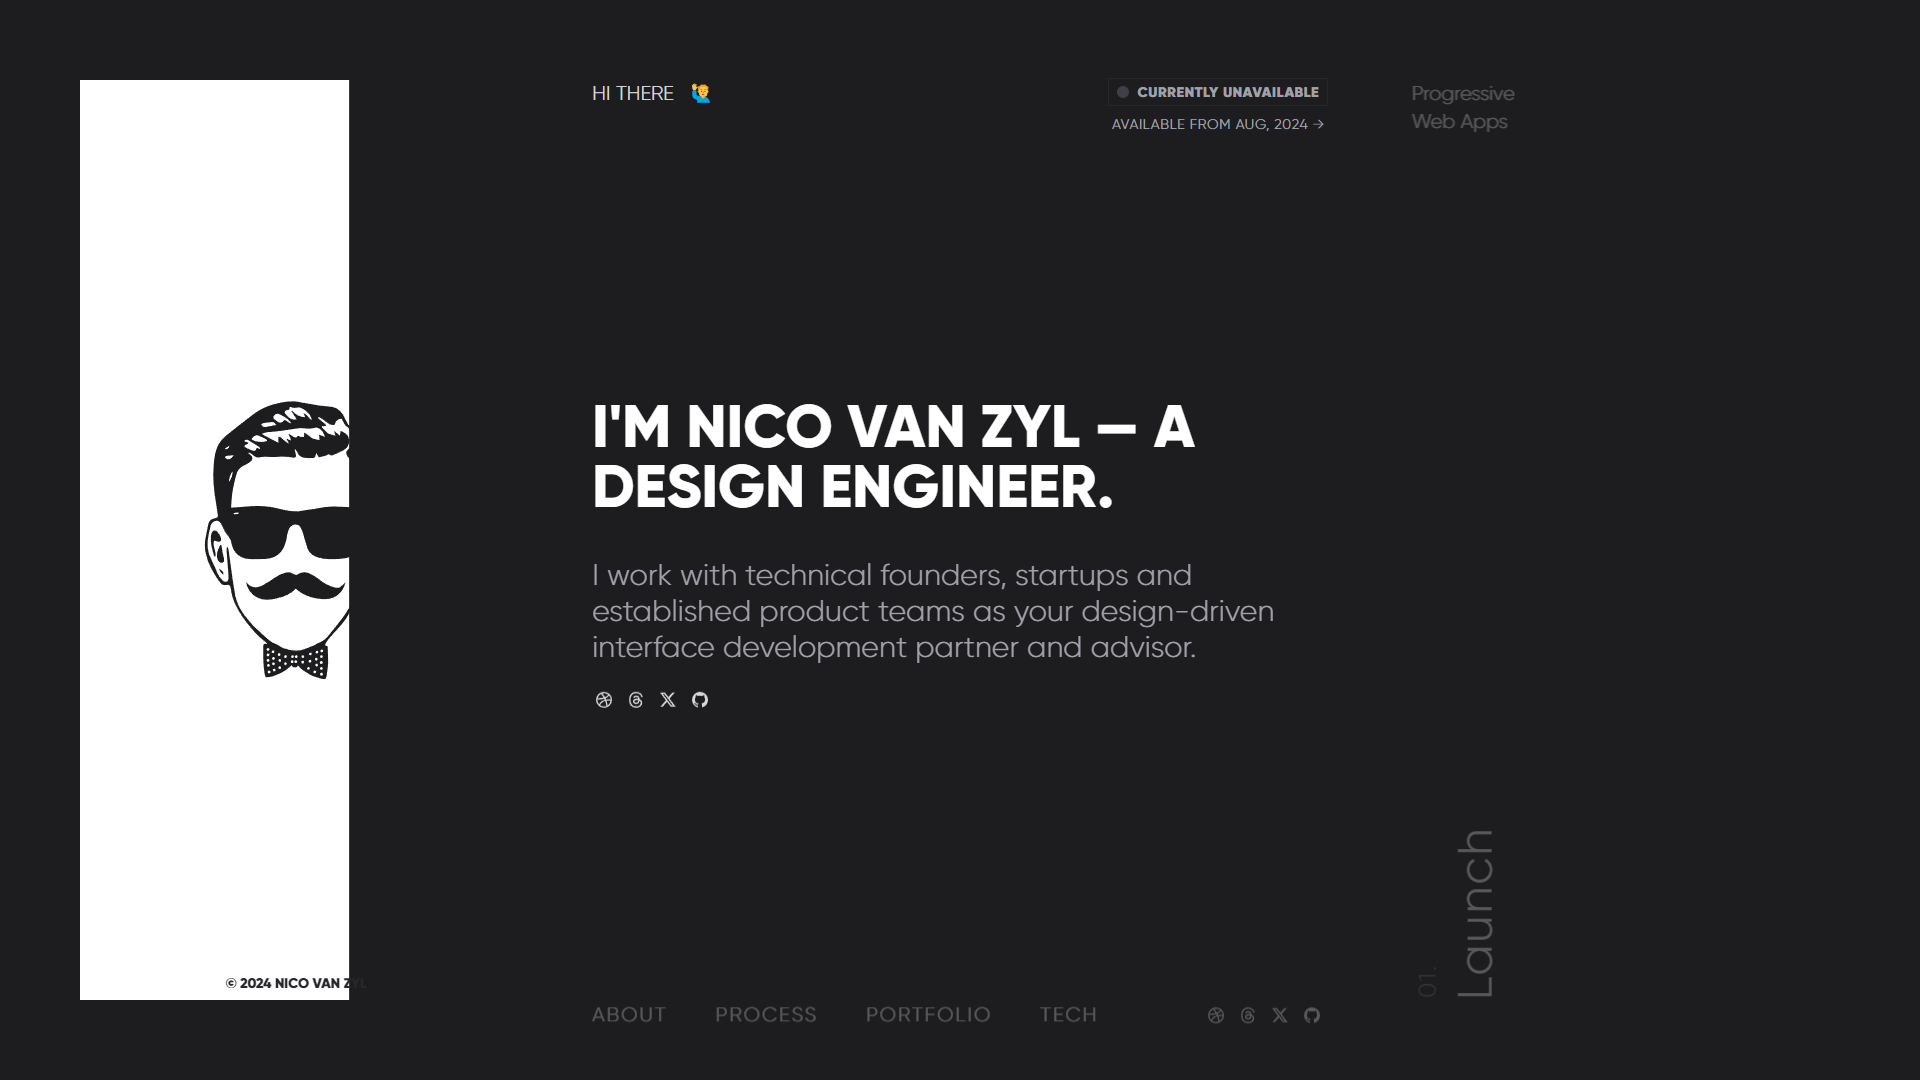 HI THERE
CURRENTLY UNAVAILABLE
AVAILABLE FROM AUG, 2024 →
Progressive
Web Apps
I'M NICO VAN ZYL — A
DESIGN ENGINEER.
I work with technical founders, startups and
established product teams as your design-driven
interface development partner and advisor.
01.
Launch
© 2024 NICO VAN ZYL
ABOUT
PROCESS
PORTFOLIO
TECH